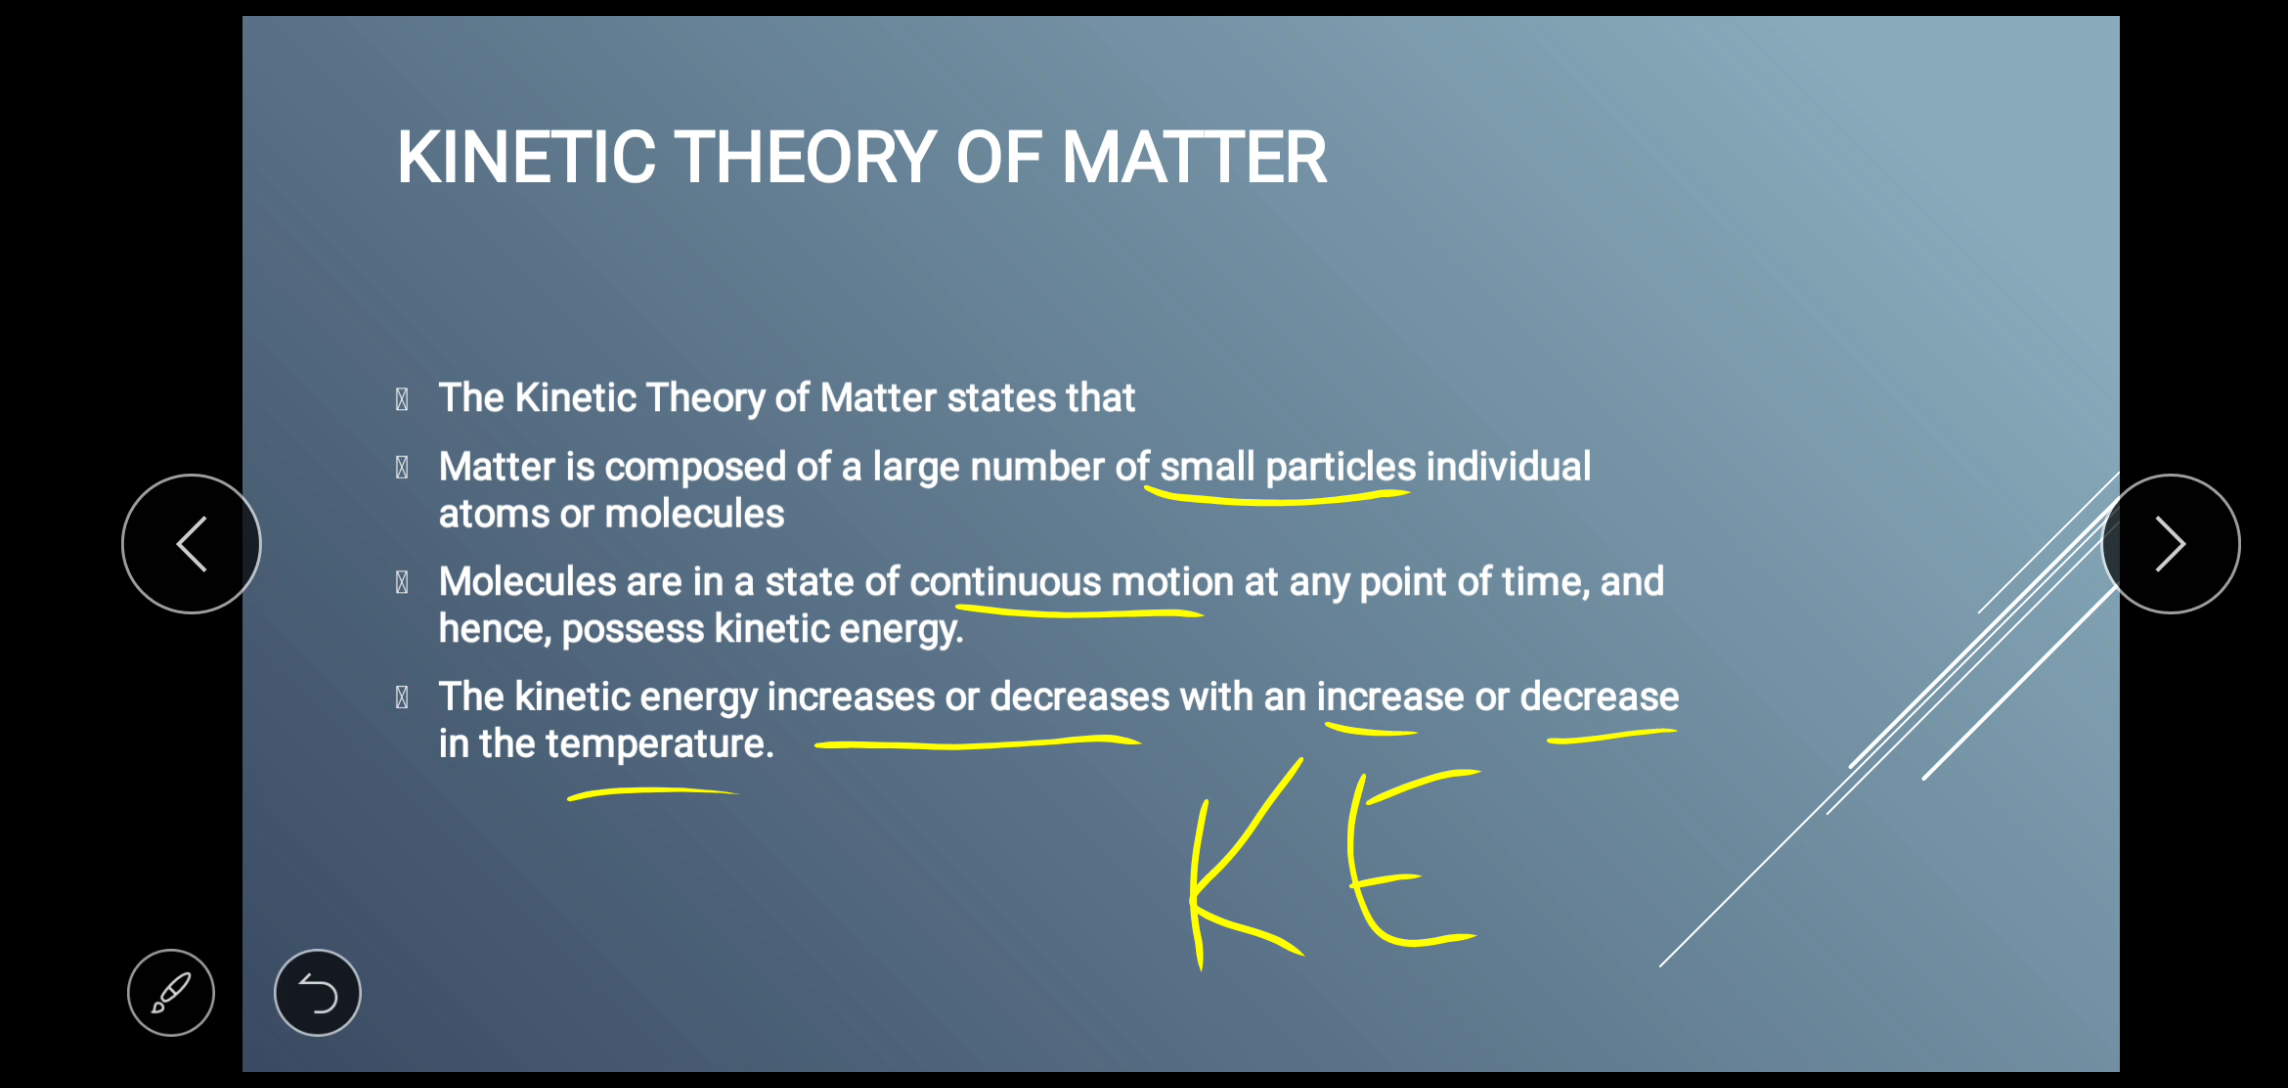 KINETIC THEORY OF MATTER
The Kinetic Theory of Matter states that
Matter is composed of a large number of small particles individual
atoms or molecules
Molecules are in a state of continuous motion at any point of time, and
hence, possess kinetic energy.
The kinetic energy increases or decreases with an increase or decrease
in the temperature.
KE